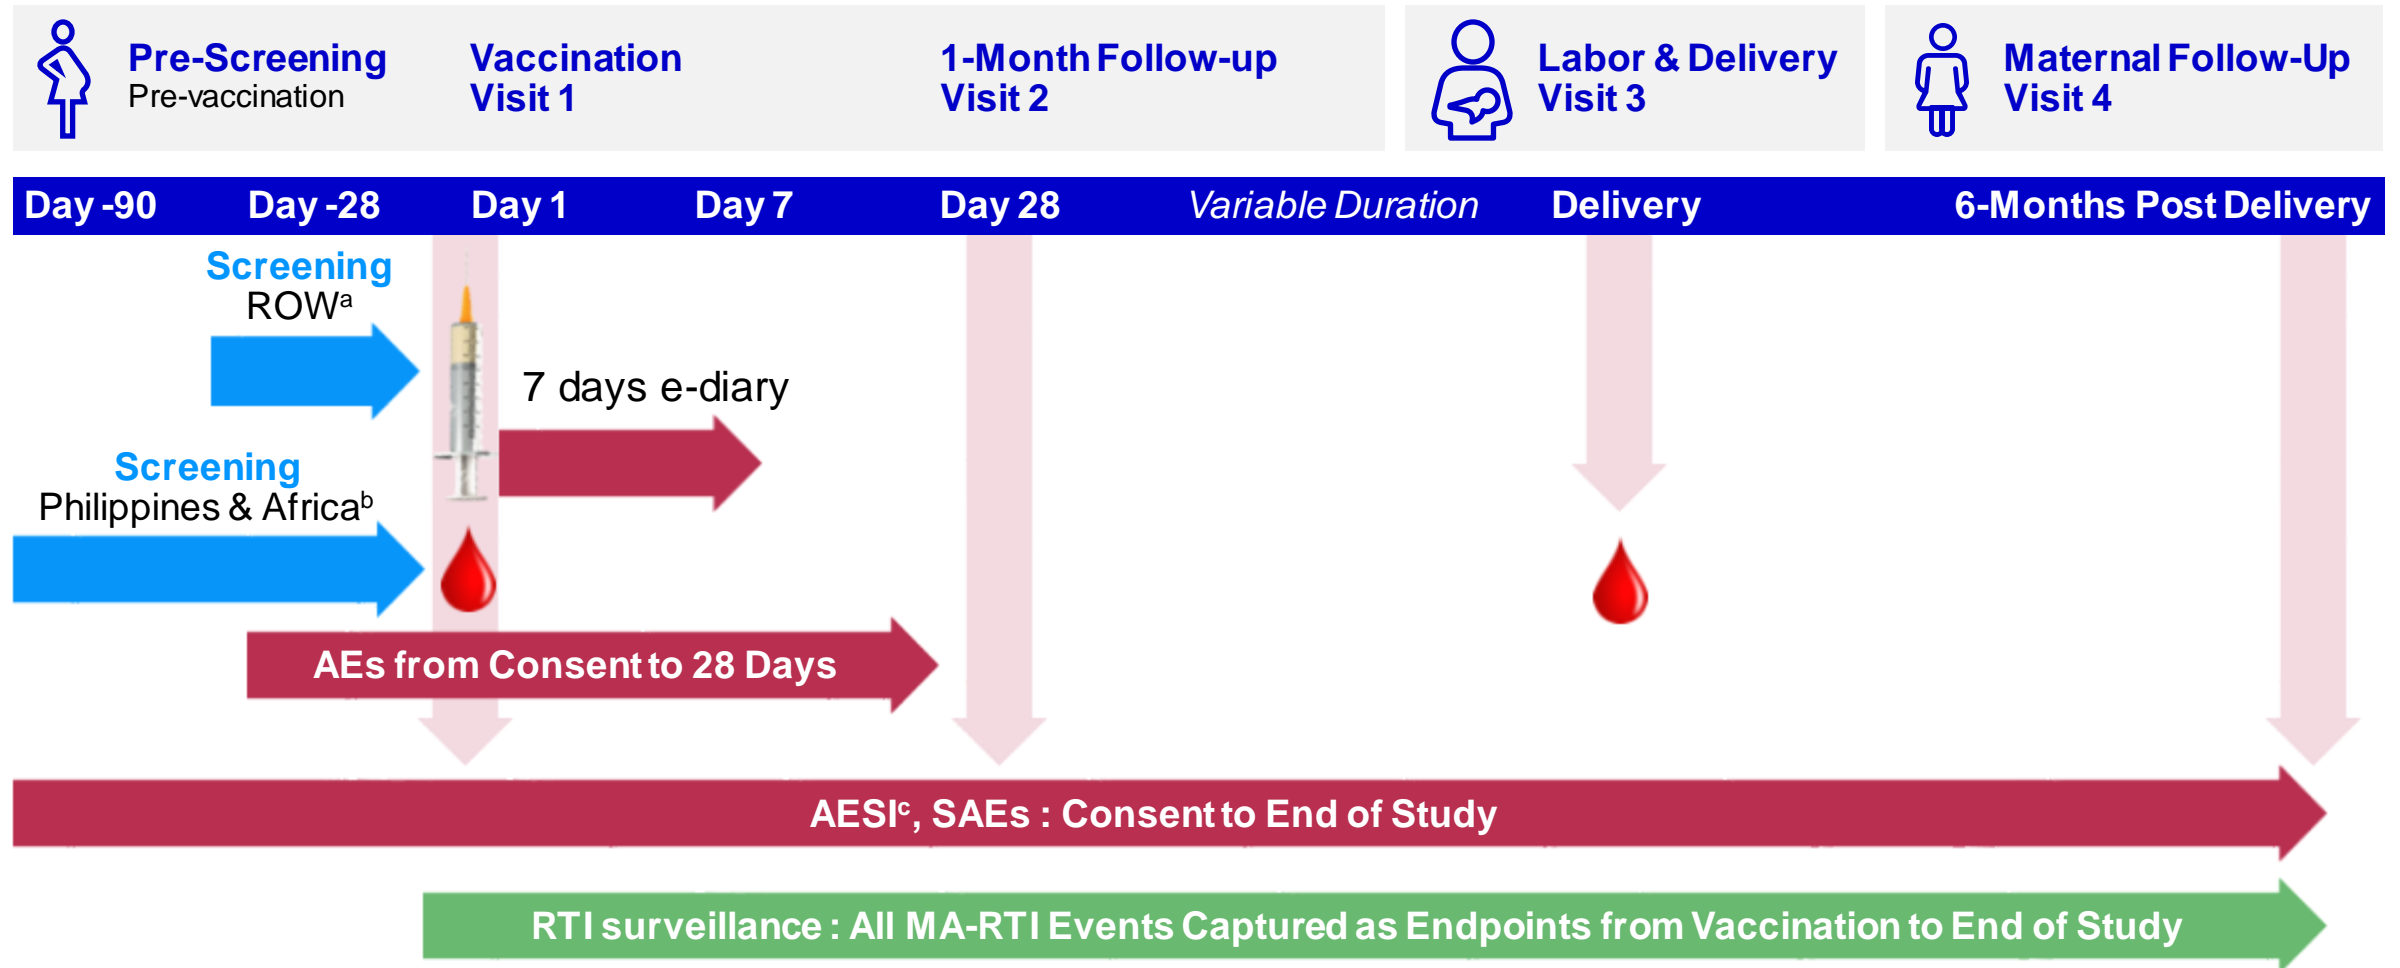 Pre-Screening
Pre-vaccination
Vaccination
Visit 1
1-Month Follow-up
Visit 2
Labor & Delivery
Visit 3
Maternal Follow-Up
Visit 4
Day -90 Day -28 Day 1 Day 7 Day 28 Variable Duration Delivery 6-Months Post Delivery
Screening
ROWᵃ
7 days e-diary
Screening
Philippines & Africaᵇ
AEs from Consent to 28 Days
AESIᶜ, SAEs : Consent to End of Study
RTI surveillance : All MA-RTI Events Captured as Endpoints from Vaccination to End of Study